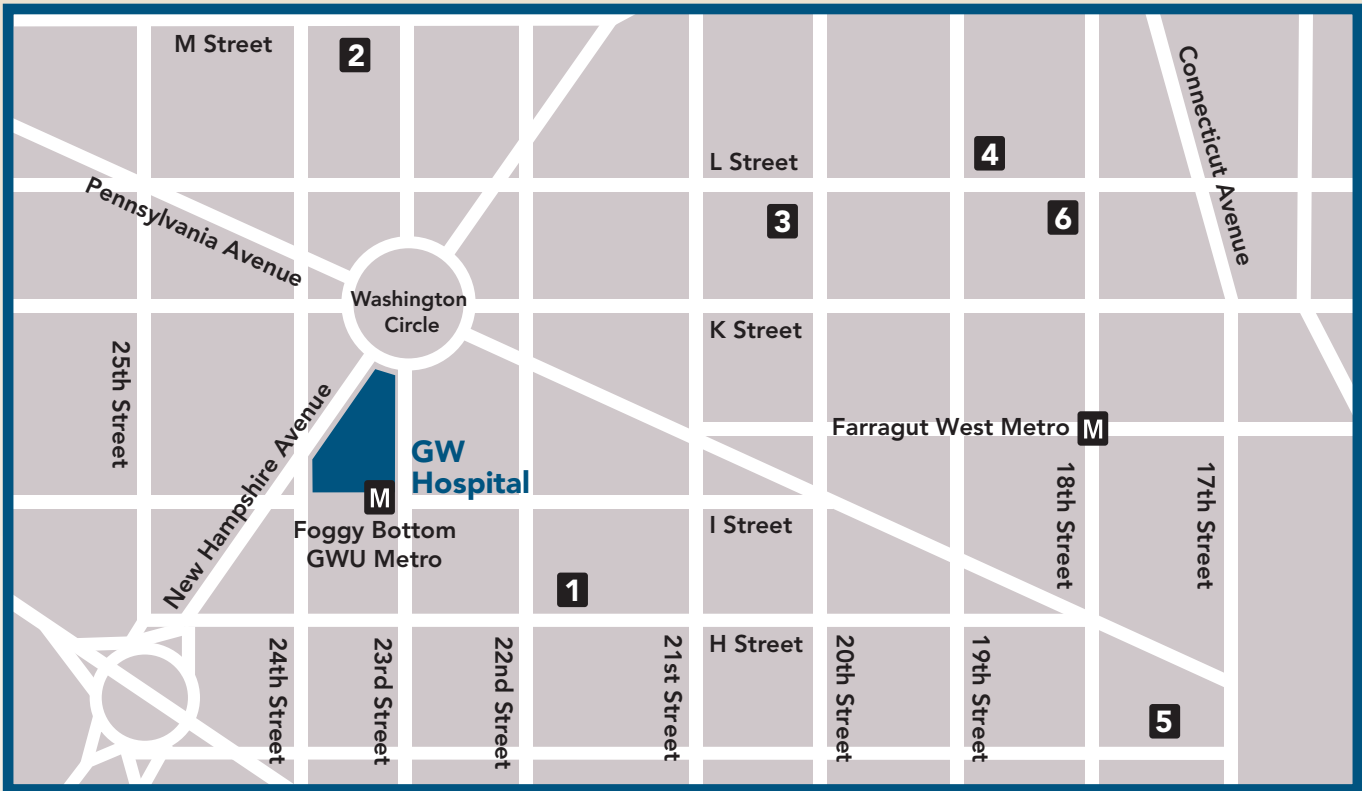 M Street
2
Connecticut Avenue
L Street
4
Pennsylvania Avenue
3
6
Washington
Circle
K Street
25th Street
New Hampshire Avenue
GW
Hospital
Farragut West Metro M
M
Foggy Bottom
GWU Metro
I Street
18th Street
17th Street
1
24th Street
23rd Street
22nd Street
21st Street
H Street
20th Street
19th Street
5